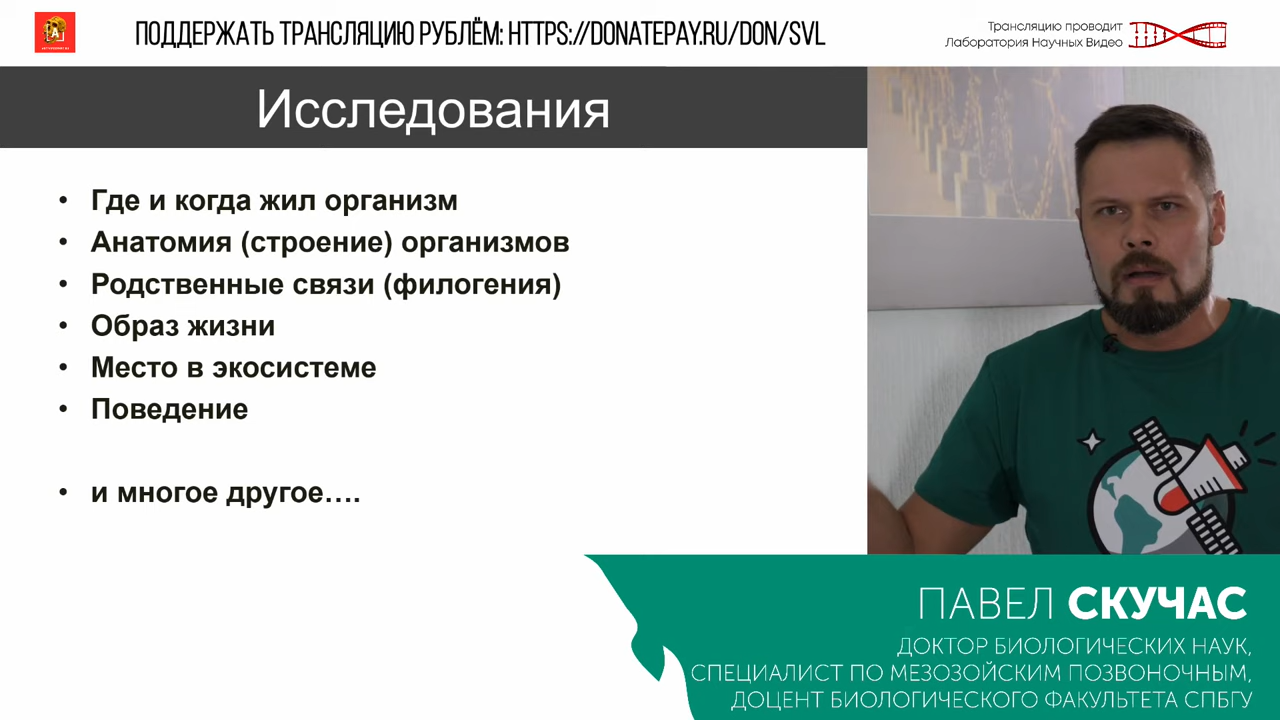 ПОДДЕРЖАТЬ ТРАНСЛЯЦИЮ РУБЛЁМ: HTTPS://DONATEPAY.RU/DON/SVL
Трансляцию проводит
Лаборатория Научных Видео
Исследования
• Где и когда жил организм
• Анатомия (строение) организмов
• Родственные связи (филогения)
• Образ жизни
• Место в экосистеме
• Поведение
• и многое другое….
ПАВЕЛ СКУЧАС
ДОКТОР БИОЛОГИЧЕСКИХ НАУК,
СПЕЦИАЛИСТ ПО МЕЗОЗОЙСКИМ ПОЗВОНОЧНЫМ,
ДОЦЕНТ БИОЛОГИЧЕСКОГО ФАКУЛЬТЕТА СПБГУ